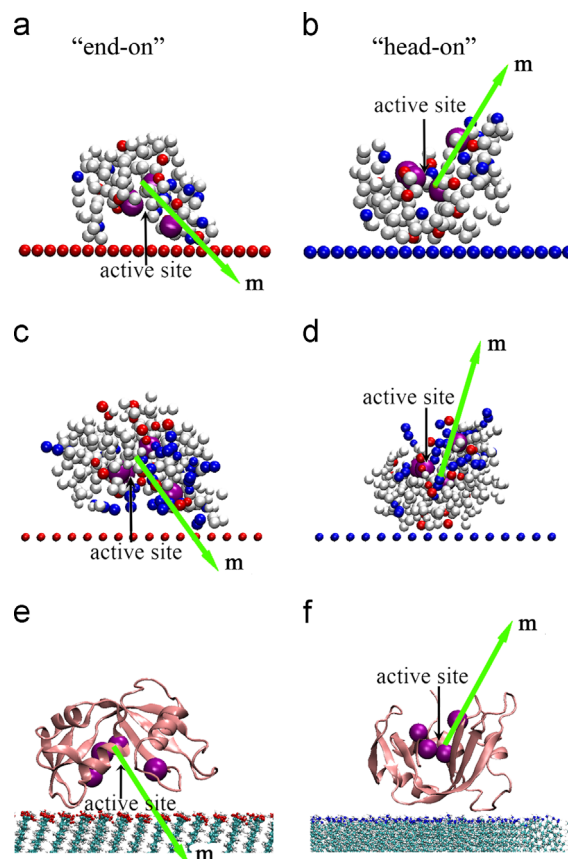 a
b
“end-on”
“head-on”
m
active site
active site
m
c
d
m
active site
active site
m
e
f
m
active site
active site
m